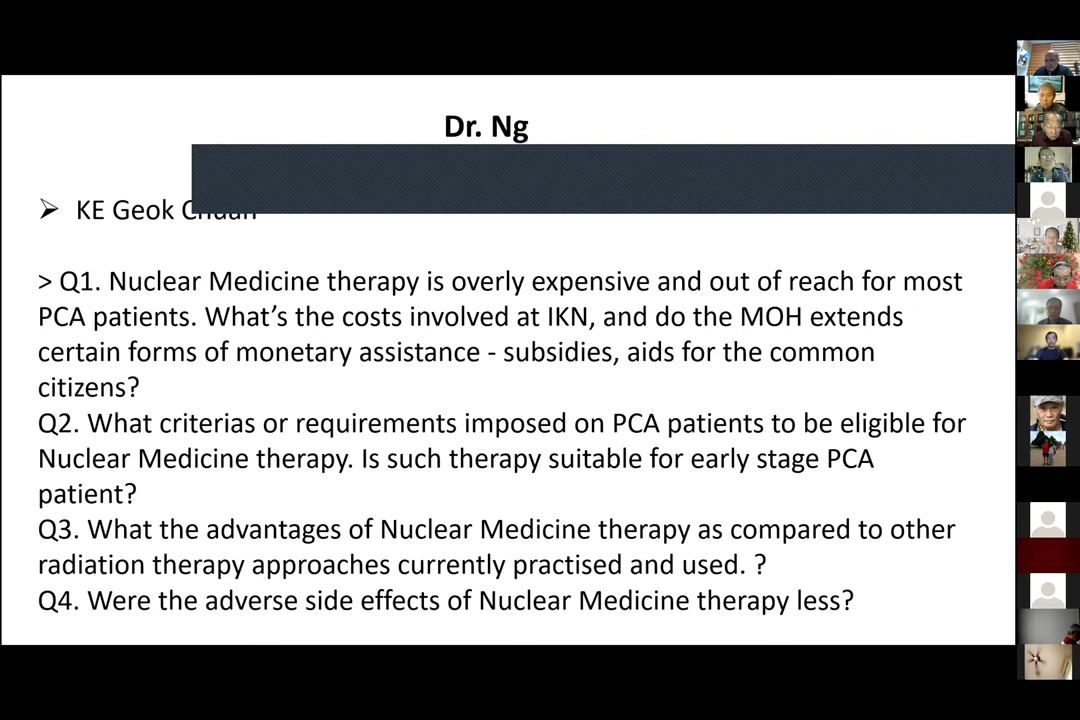 Dr. Ng
➢ KE Geok Chuan
> Q1. Nuclear Medicine therapy is overly expensive and out of reach for most
PCA patients. What’s the costs involved at IKN, and do the MOH extends
certain forms of monetary assistance - subsidies, aids for the common
citizens?
Q2. What criterias or requirements imposed on PCA patients to be eligible for
Nuclear Medicine therapy. Is such therapy suitable for early stage PCA
patient?
Q3. What the advantages of Nuclear Medicine therapy as compared to other
radiation therapy approaches currently practised and used. ?
Q4. Were the adverse side effects of Nuclear Medicine therapy less?